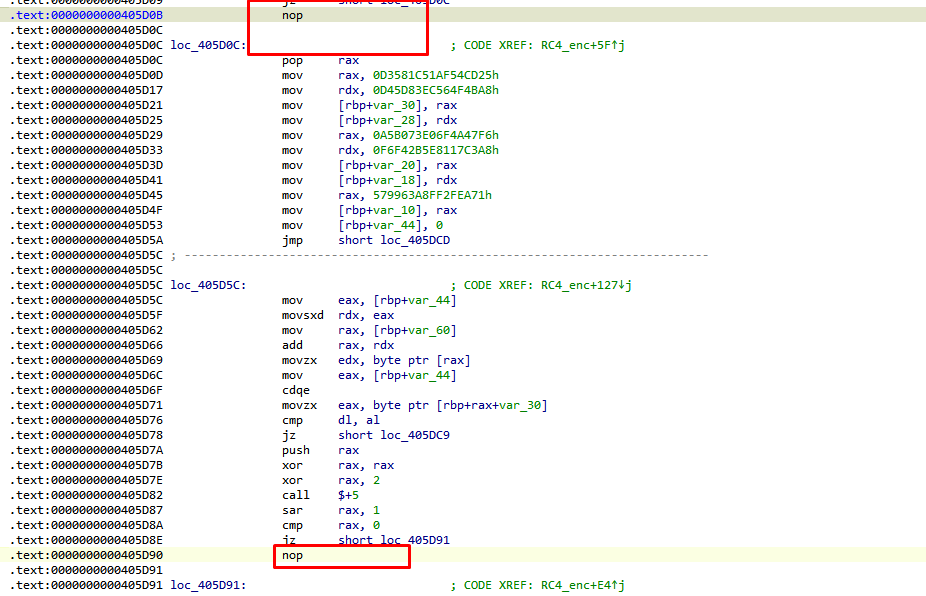 .text:0000000000405D09 jz short loc_405D0C
.text:0000000000405D0B nop
.text:0000000000405D0C
.text:0000000000405D0C loc_405D0C: ; CODE XREF: RC4_enc+5F↑j
.text:0000000000405D0C pop rax
.text:0000000000405D0D mov rax, 0D3581C51AF54CD25h
.text:0000000000405D17 mov rdx, 0D45D83EC564F4BA8h
.text:0000000000405D21 mov [rbp+var_30], rax
.text:0000000000405D25 mov [rbp+var_28], rdx
.text:0000000000405D29 mov rax, 0A5B073E06F4A47F6h
.text:0000000000405D33 mov rdx, 0F6F42B5E8117C3A8h
.text:0000000000405D3D mov [rbp+var_20], rax
.text:0000000000405D41 mov [rbp+var_18], rdx
.text:0000000000405D45 mov rax, 579963A8FF2FEA71h
.text:0000000000405D4F mov [rbp+var_10], rax
.text:0000000000405D53 mov [rbp+var_44], 0
.text:0000000000405D5A jmp short loc_405DCD
.text:0000000000405D5C ; ---------------------------------------------------------------------------
.text:0000000000405D5C
.text:0000000000405D5C loc_405D5C: ; CODE XREF: RC4_enc+127↓j
.text:0000000000405D5C mov eax, [rbp+var_44]
.text:0000000000405D5F movsxd rdx, eax
.text:0000000000405D62 mov rax, [rbp+var_60]
.text:0000000000405D66 add rax, rdx
.text:0000000000405D69 movzx edx, byte ptr [rax]
.text:0000000000405D6C mov eax, [rbp+var_44]
.text:0000000000405D6F cdqe
.text:0000000000405D71 movzx eax, byte ptr [rbp+rax+var_30]
.text:0000000000405D76 cmp dl, al
.text:0000000000405D78 jz short loc_405DC9
.text:0000000000405D7A push rax
.text:0000000000405D7B xor rax, rax
.text:0000000000405D7E xor rax, 2
.text:0000000000405D82 call $+5
.text:0000000000405D87 sar rax, 1
.text:0000000000405D8A cmp rax, 0
.text:0000000000405D8E jz short loc_405D91
.text:0000000000405D90 nop
.text:0000000000405D91
.text:0000000000405D91 loc_405D91: ; CODE XREF: RC4_enc+E4↑j